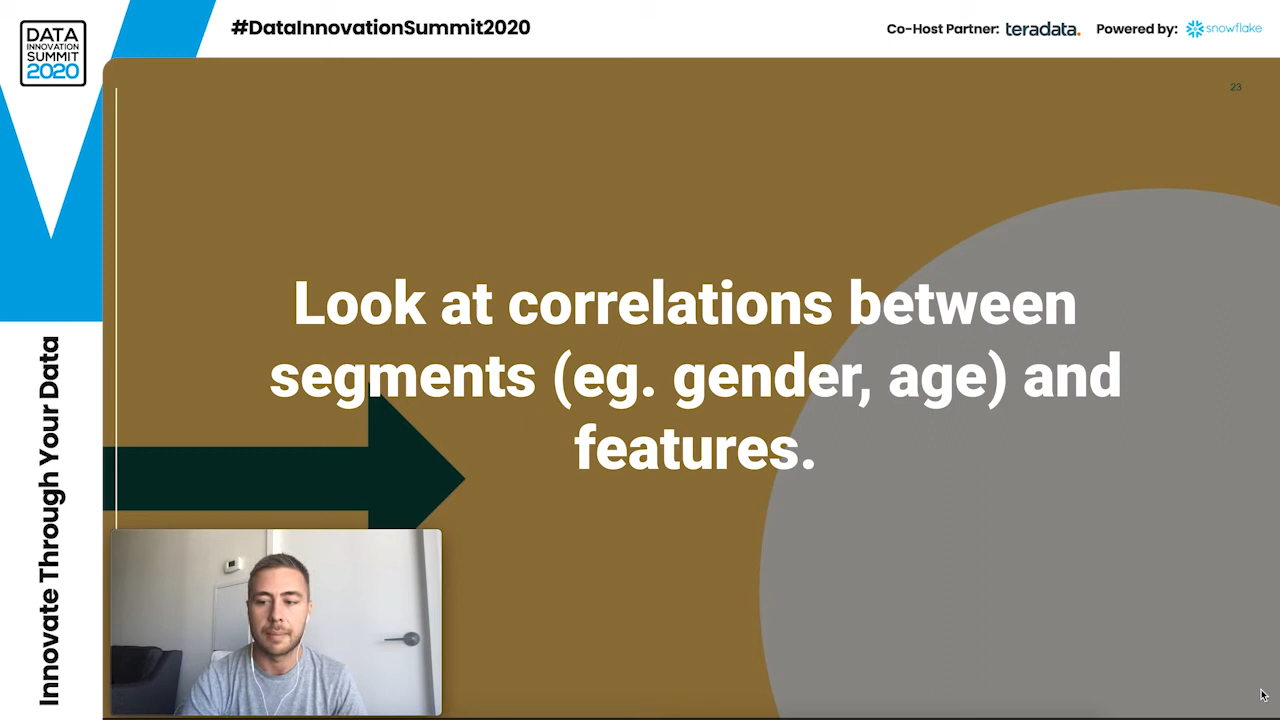 DATA
INNOVATION
SUMMIT
2020
#DataInnovationSummit2020
Co-Host Partner: teradata. Powered by: snowflake
23
Look at correlations between
segments (eg. gender, age) and
features.
Innovate Through Your Data